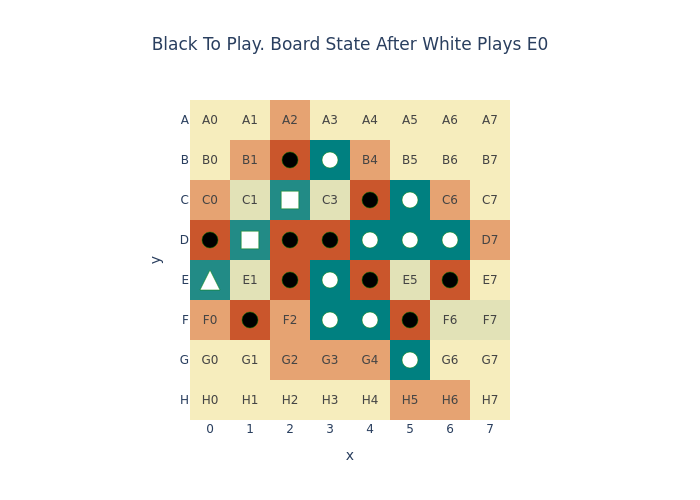 Black To Play. Board State After White Plays E0
A A0 A1 A2 A3 A4 A5 A6 A7
B B0 B1 B4 B5 B6 B7
C C0 C1 C3 C6 C7
D D7
E E1 E5 E7
F F0 F2 F6 F7
G G0 G1 G2 G3 G4 G6 G7
H H0 H1 H2 H3 H4 H5 H6 H7
0 1 2 3 4 5 6 7
x
y